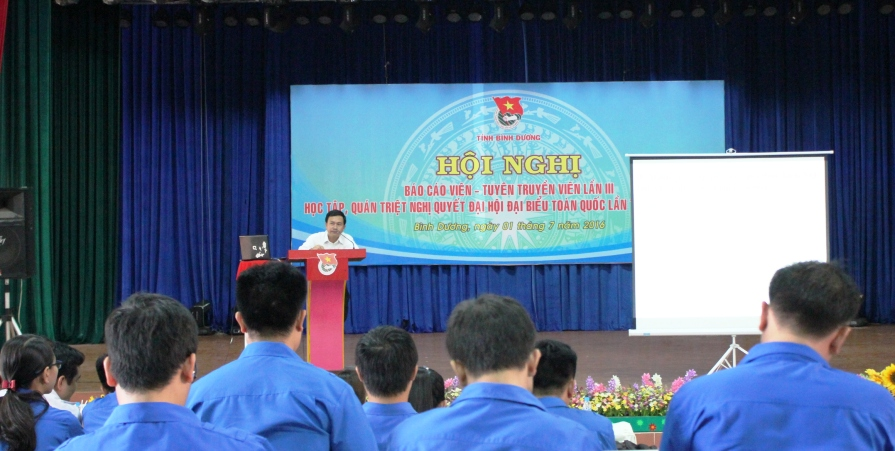 TỈNH BÌNH DƯƠNG
HỘI NGHỊ
BÁO CÁO VIÊN - TUYÊN TRUYỀN VIÊN LẦN III
HỌC TẬP, QUÁN TRIỆT NGHỊ QUYẾT ĐẠI HỘI ĐẠI BIỂU TOÀN QUỐC LẦN
Bình Dương, ngày 01 tháng 7 năm 2016